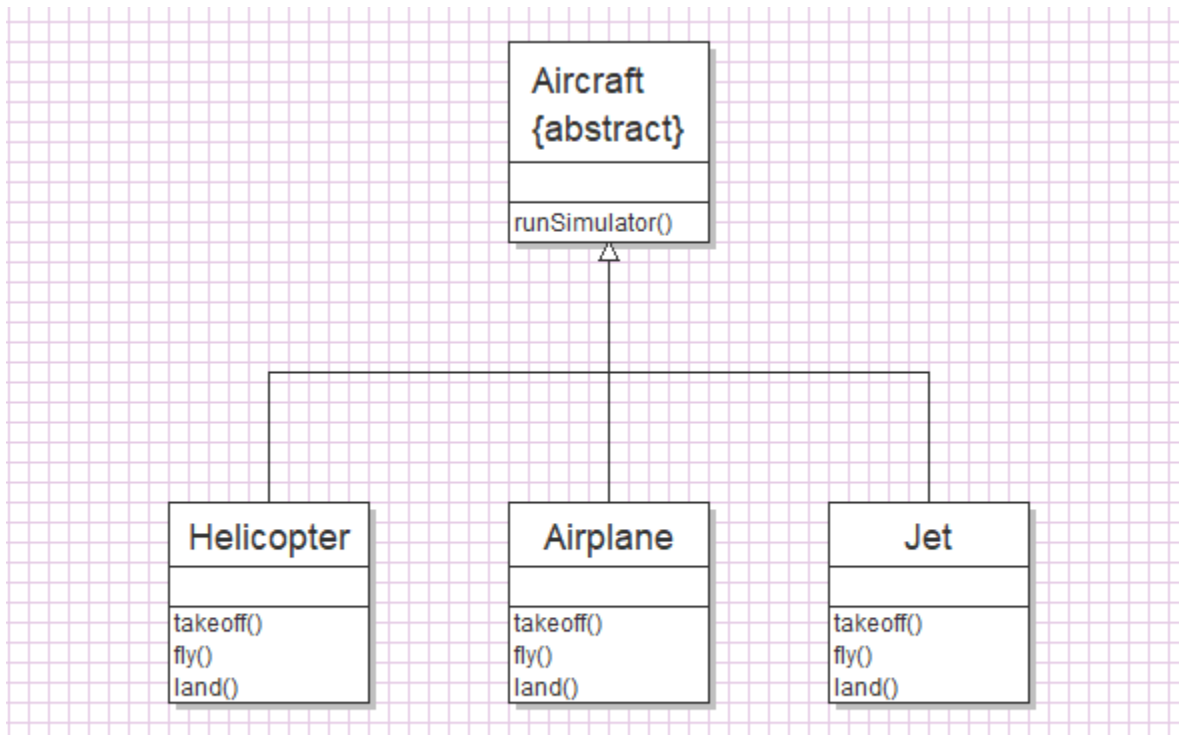 Aircraft
{abstract}
runSimulator()
Helicopter
takeoff()
fly()
land()
Airplane
takeoff()
fly()
land()
Jet
takeoff()
fly()
land()